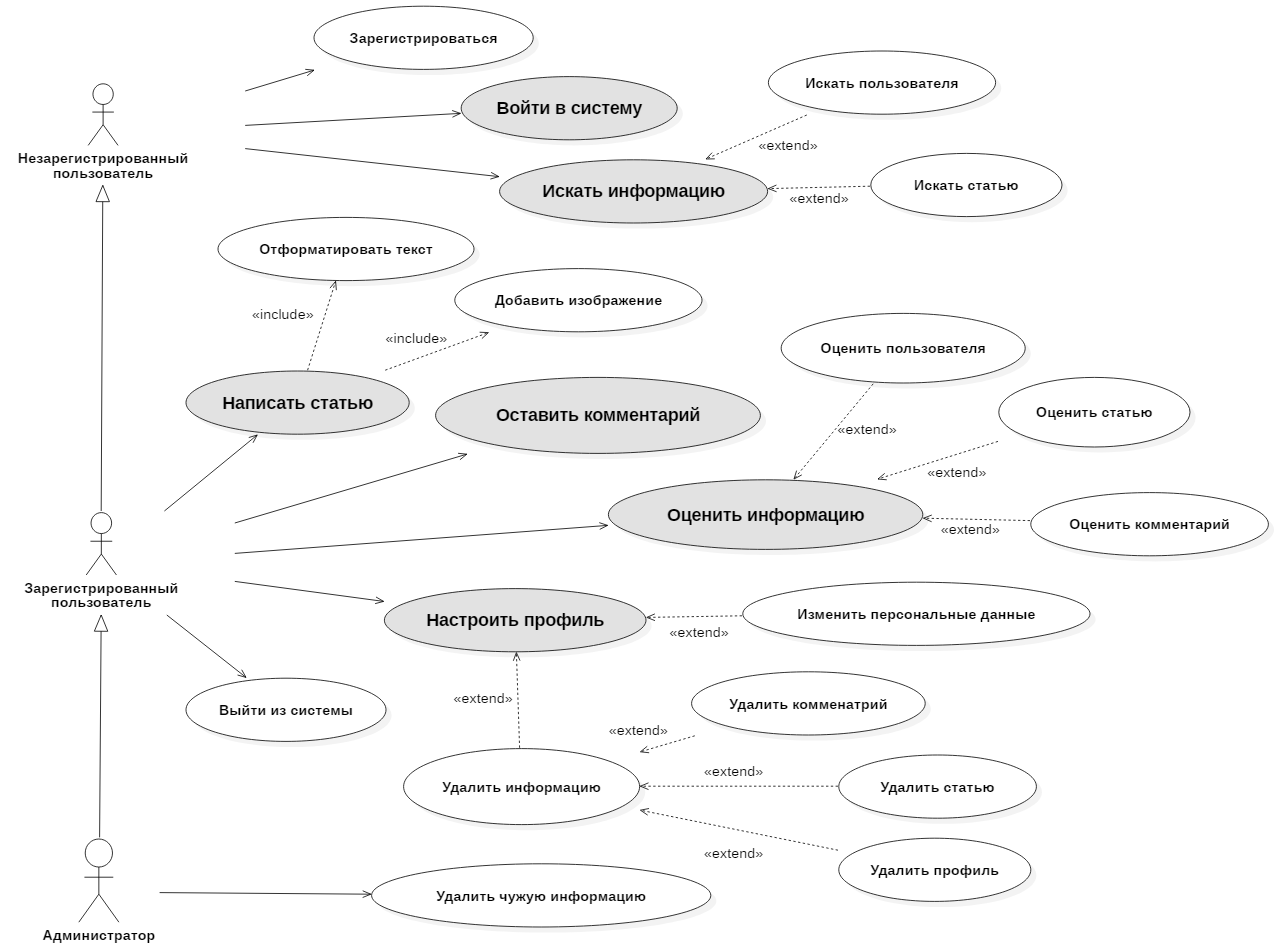 Зарегистрироваться
Войти в систему
Искать пользователя
«extend»
Незарегистрированный
пользователь
Искать информацию
«extend»
Искать статью
Отформатировать текст
Добавить изображение
«include»
«include»
Оценить пользователя
Написать статью
Оставить комментарий
Оценить статью
«extend»
«extend»
Оценить информацию
Оценить комментарий
«extend»
Зарегистрированный
пользователь
Настроить профиль
Изменить персональные данные
«extend»
Выйти из системы
«extend»
Удалить комменатрий
«extend»
Удалить информацию
«extend»
Удалить статью
«extend»
Удалить профиль
Удалить чужую информацию
Администратор